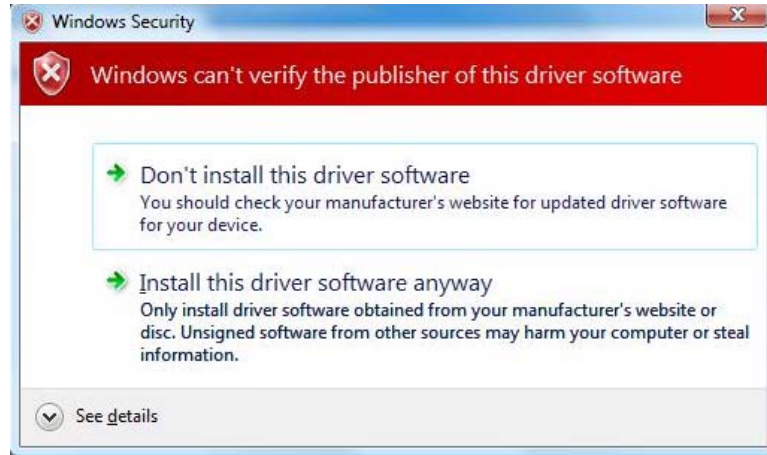 Windows Security
Windows can't verify the publisher of this driver software
Don't install this driver software
You should check your manufacturer's website for updated driver software
for your device.
Install this driver software anyway
Only install driver software obtained from your manufacturer's website or
disc. Unsigned software from other sources may harm your computer or steal
information.
See details